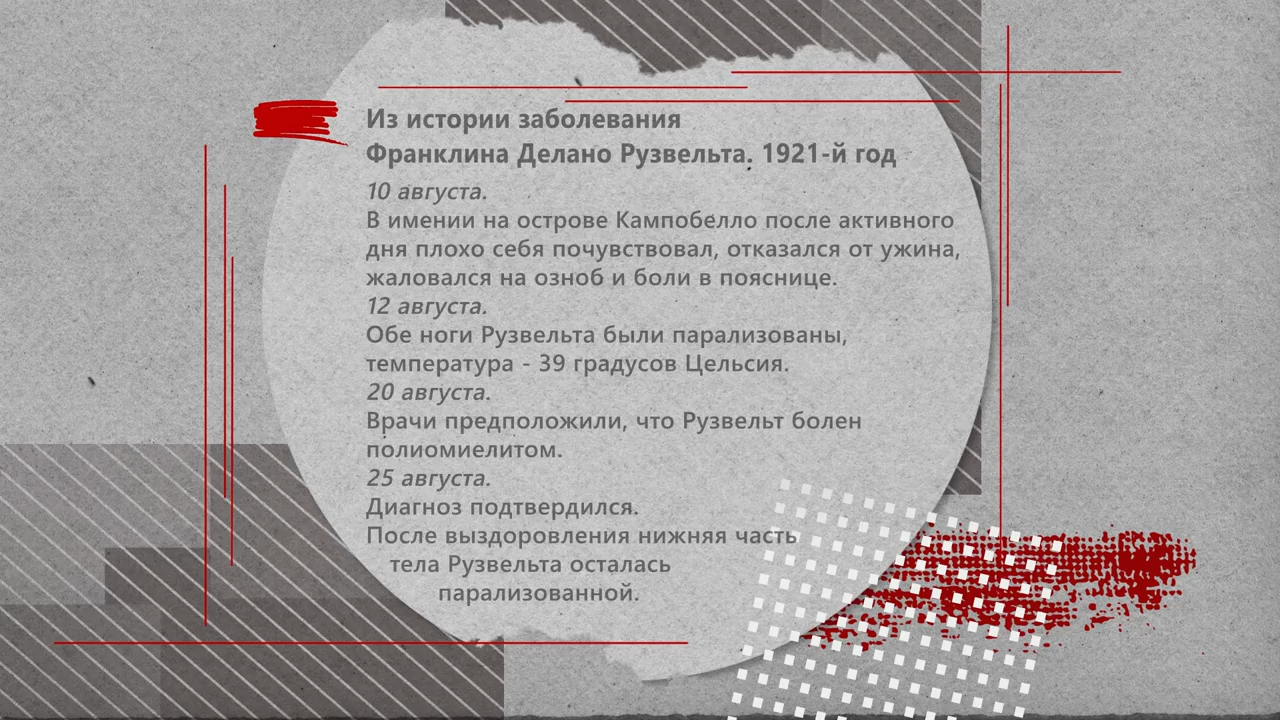 Из истории заболевания
Франклина Делано Рузвельта. 1921-й год
10 августа.
В имении на острове Кампобелло после активного
дня плохо себя почувствовал, отказался от ужина,
жаловался на озноб и боли в пояснице.
12 августа.
Обе ноги Рузвельта были парализованы,
температура - 39 градусов Цельсия.
20 августа.
Врачи предположили, что Рузвельт болен
полиомиелитом.
25 августа.
Диагноз подтвердился.
После выздоровления нижняя часть
тела Рузвельта осталась
парализованной.